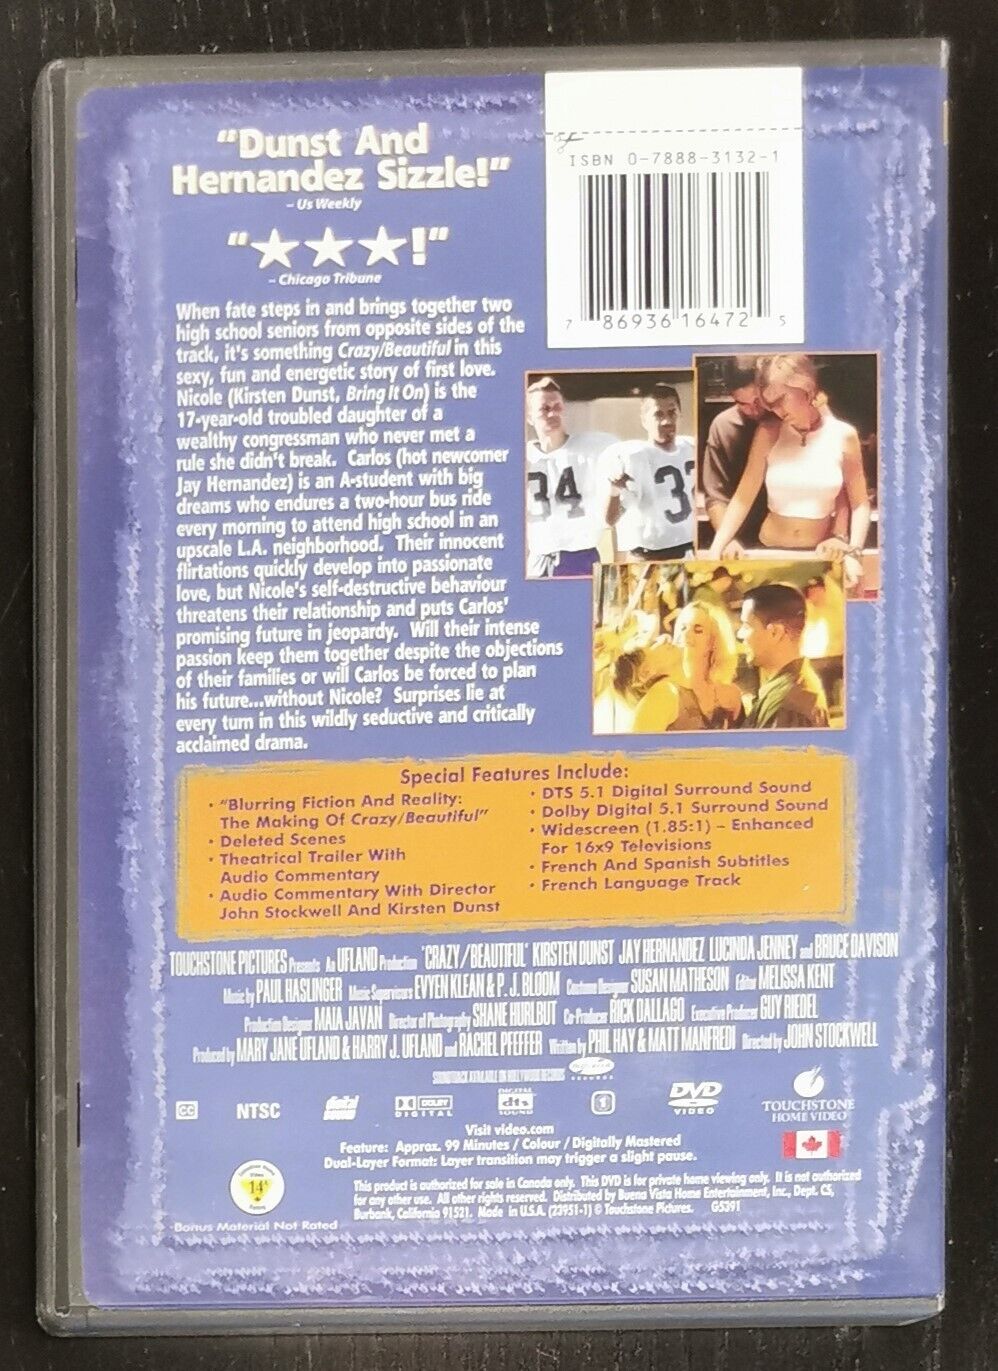 "Dunst And
Hernandez Sizzle!"
– Us Weekly
"★★★!"
– Chicago Tribune
When fate steps in and brings together two
high school seniors from opposite sides of the
track, it's something Crazy/Beautiful in this
sexy, fun and energetic story of first love.
Nicole (Kirsten Dunst, Bring It On) is the
17-year-old troubled daughter of a
wealthy congressman who never met a
rule she didn't break. Carlos (hot newcomer
Jay Hernandez) is an A-student with big
dreams who endures a two-hour bus ride
every morning to attend high school in an
upscale L.A. neighborhood. Their innocent
flirtations quickly develop into passionate
love, but Nicole's self-destructive behaviour
threatens their relationship and puts Carlos'
promising future in jeopardy. Will their intense
passion keep them together despite the objections
of their families or will Carlos be forced to plan
his future...without Nicole? Surprises lie at
every turn in this wildly seductive and critically
acclaimed drama.
ISBN 0-7888-3132-1
7 86936 16472 5
34
3
Special Features Include:
• "Blurring Fiction And Reality:
The Making Of Crazy/Beautiful"
• Deleted Scenes
• Theatrical Trailer With
Audio Commentary
• Audio Commentary With Director
John Stockwell And Kirsten Dunst
• DTS 5.1 Digital Surround Sound
• Dolby Digital 5.1 Surround Sound
• Widescreen (1.85:1) – Enhanced
For 16x9 Televisions
• French And Spanish Subtitles
• French Language Track
TOUCHSTONE PICTURES Presents An UFLAND Production "CRAZY/BEAUTIFUL" KIRSTEN DUNST JAY HERNANDEZ LUCINDA JENNEY and BRUCE DAVISON
Music by PAUL HASLINGER Music Supervisors EVYEN KLEAN & P. J. BLOOM Costume Designer SUSAN MATHESON Editor MELISSA KENT
Production Designer MAIA JAVAN Director of Photography SHANE HURLBUT Co-Producer RICK DALLAGO Executive Producer GUY RIEDEL
Produced by MARY JANE UFLAND & HARRY J. UFLAND and RACHEL PFEFFER Written by PHIL HAY & MATT MANFREDI Directed by JOHN STOCKWELL
SOUNDTRACK AVAILABLE ON HOLLYWOOD RECORDS
CC
NTSC
digital sound
DOLBY
DIGITAL
DIGITAL
dts
SOUND
1
DVD
VIDEO
TOUCHSTONE
HOME VIDEO
Visit video.com
Feature: Approx. 99 Minutes / Colour / Digitally Mastered
Dual-Layer Format: Layer transition may trigger a slight pause.
This product is authorized for sale in Canada only. This DVD is for private home viewing only. It is not authorized
for any other use. All other rights reserved. Distributed by Buena Vista Home Entertainment, Inc., Dept. CS,
Burbank, California 91521. Made in U.S.A. (23951-1) © Touchstone Pictures. G5391
14
Bonus Material Not Rated